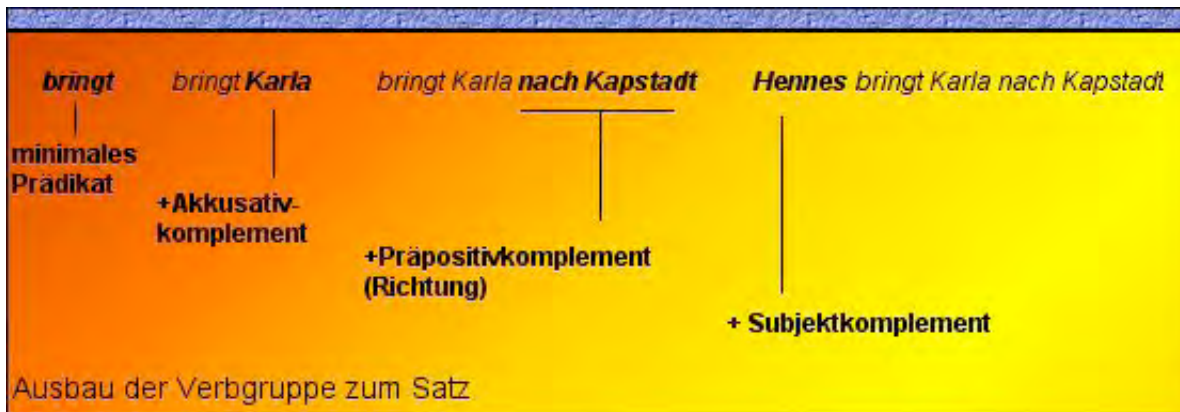 bringt
bringt Karla
bringt Karla nach Kapstadt
Hennes bringt Karla nach Kapstadt
minimales
Prädikat
+Akkusativ-
komplement
+Präpositivkomplement
(Richtung)
+ Subjektkomplement
Ausbau der Verbgruppe zum Satz